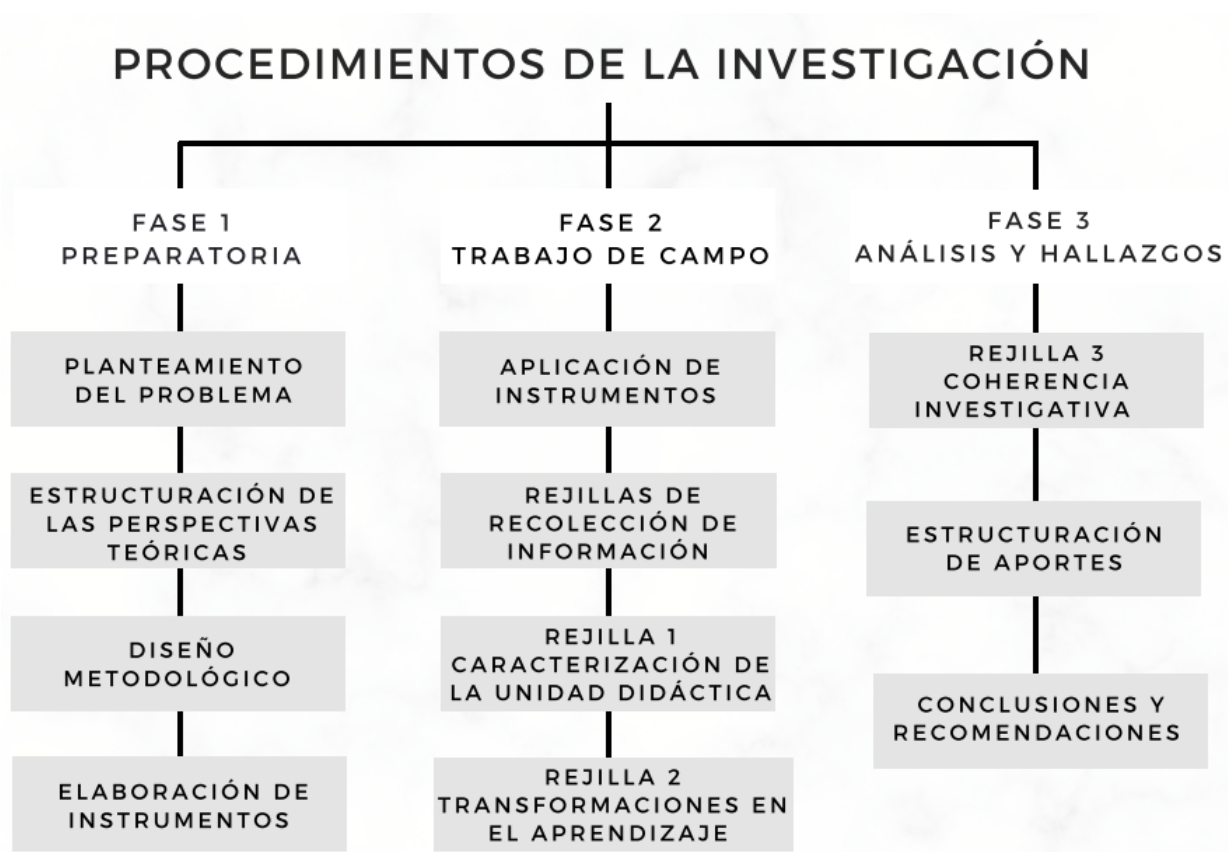 PROCEDIMIENTOS DE LA INVESTIGACIÓN
FASE 1
PREPARATORIA
PLANTEAMIENTO
DEL PROBLEMA
ESTRUCTURACIÓN DE
LAS PERSPECTIVAS
TEÓRICAS
DISEÑO
METODOLÓGICO
ELABORACIÓN DE
INSTRUMENTOS
FASE 2
TRABAJO DE CAMPO
APLICACIÓN DE
INSTRUMENTOS
REJILLAS DE
RECOLECCIÓN DE
INFORMACIÓN
REJILLA 1
CARACTERIZACIÓN DE
LA UNIDAD DIDÁCTICA
REJILLA 2
TRANSFORMACIONES EN
EL APRENDIZAJE
FASE 3
ANÁLISIS Y HALLAZGOS
REJILLA 3
COHERENCIA
INVESTIGATIVA
ESTRUCTURACIÓN
DE APORTES
CONCLUSIONES Y
RECOMENDACIONES